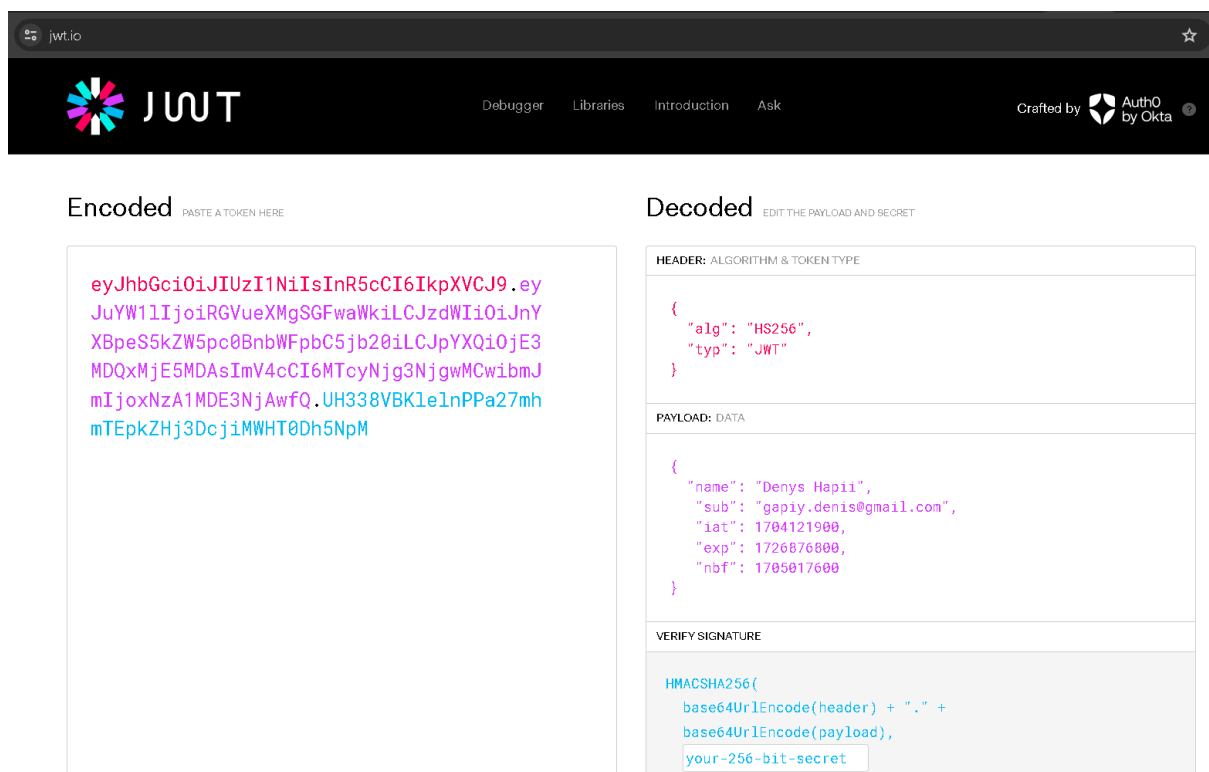 jwt.io
JWT
Debugger Libraries Introduction Ask
Crafted by Auth0 by Okta ?
Encoded PASTE A TOKEN HERE
eyJhbGciOiJIUzI1NiIsInR5cCI6IkpXVCJ9.ey
JuYW1lIjoiRGVueXMgSGFwaWkiLCJzdWIiOiJnY
XBpeS5kZW5pc0BnbWFpbC5jb20iLCJpYXQiOjE3
MDQxMjE5MDAsImV4cCI6MTcyNjg3NjgwMCwibmJ
mIjoxNzA1MDE3NjAwfQ.UH338VBKlelnPPa27mh
mTEpkZHj3DcjiMWHT0Dh5NpM
Decoded EDIT THE PAYLOAD AND SECRET
HEADER: ALGORITHM & TOKEN TYPE
{
"alg": "HS256",
"typ": "JWT"
}
PAYLOAD: DATA
{
"name": "Denys Hapii",
"sub": "gapiy.denis@gmail.com",
"iat": 1704121900,
"exp": 1726876800,
"nbf": 1705017600
}
VERIFY SIGNATURE
HMACSHA256(
base64UrlEncode(header) + "." +
base64UrlEncode(payload),
your-256-bit-secret